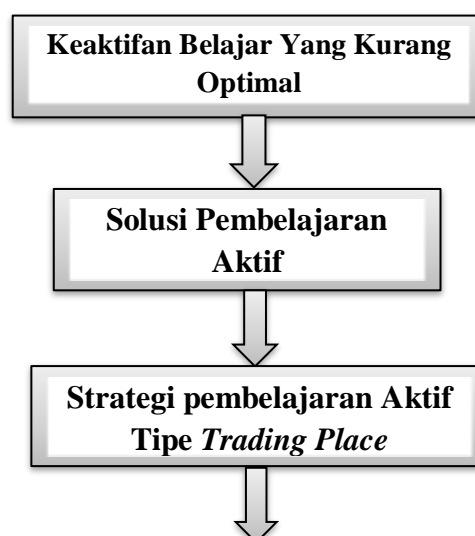 Keaktifan Belajar Yang Kurang
Optimal
Solusi Pembelajaran
Aktif
Strategi pembelajaran Aktif
Tipe Trading Place